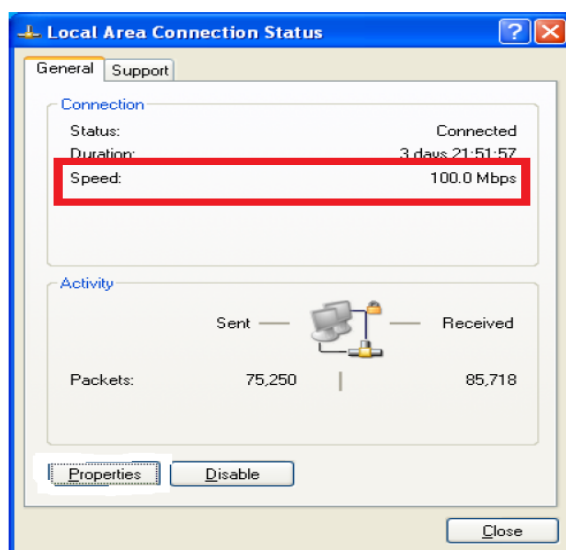 Local Area Connection Status
General Support
Connection
Status: Connected
Duration: 3 days 21:51:57
Speed: 100.0 Mbps
Activity
Sent Received
Packets: 75,250 85,718
Properties Disable
Close